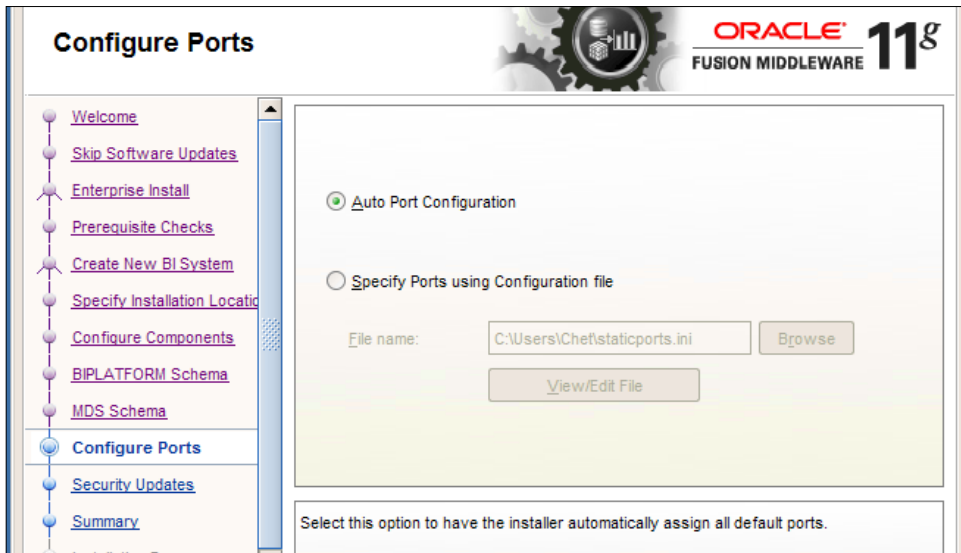 Configure Ports
ORACLE
FUSION MIDDLEWARE
11g
Welcome
Skip Software Updates
Enterprise Install
Prerequisite Checks
Create New BI System
Specify Installation Locatio
Configure Components
BIPLATFORM Schema
MDS Schema
Configure Ports
Security Updates
Summary
Auto Port Configuration
Specify Ports using Configuration file
File name:
C:\Users\Chet\staticports.ini
Browse
View/Edit File
Select this option to have the installer automatically assign all default ports.